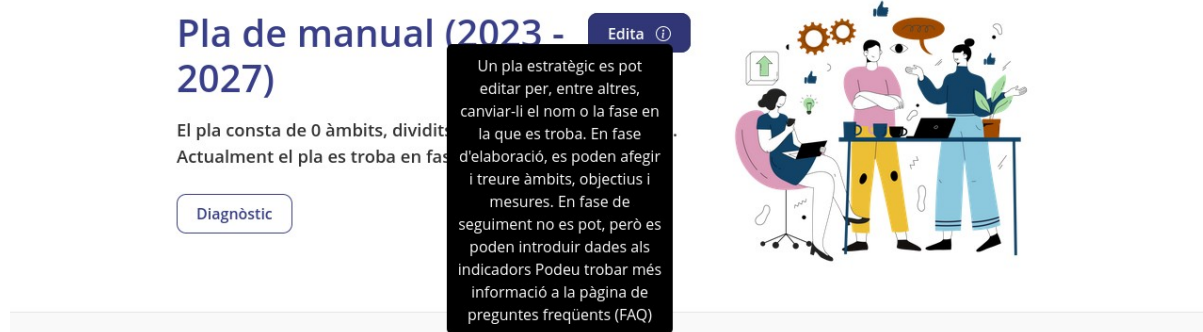 Pla de manual (2023 -
2027)
Edita
Un pla estratègic es pot
editar per, entre altres,
canviar-li el nom o la fase en
la que es troba. En fase
d'elaboració, es poden afegir
i treure àmbits, objectius i
mesures. En fase de
seguiment no es pot, però es
poden introduir dades als
indicadors Podeu trobar més
informació a la pàgina de
preguntes freqüents (FAQ)
El pla consta de 0 àmbits, dividits
Actualment el pla es troba en fas
Diagnòstic